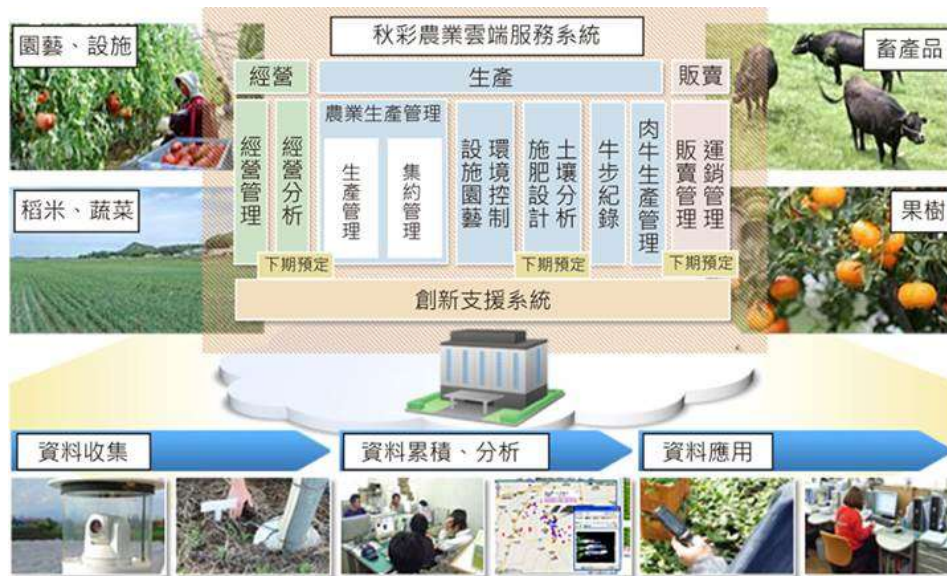 秋彩農業雲端服務系統
園藝、設施
畜產品
稻米、蔬菜
果樹
經營
生產
販賣
經營管理
經營分析
農業生產管理
生產管理
集約管理
環境控制
設施園藝
土壤分析
施肥設計
牛步紀錄
肉牛生產管理
運銷管理
販賣管理
下期預定
下期預定
下期預定
創新支援系統
資料收集
資料累積、分析
資料應用